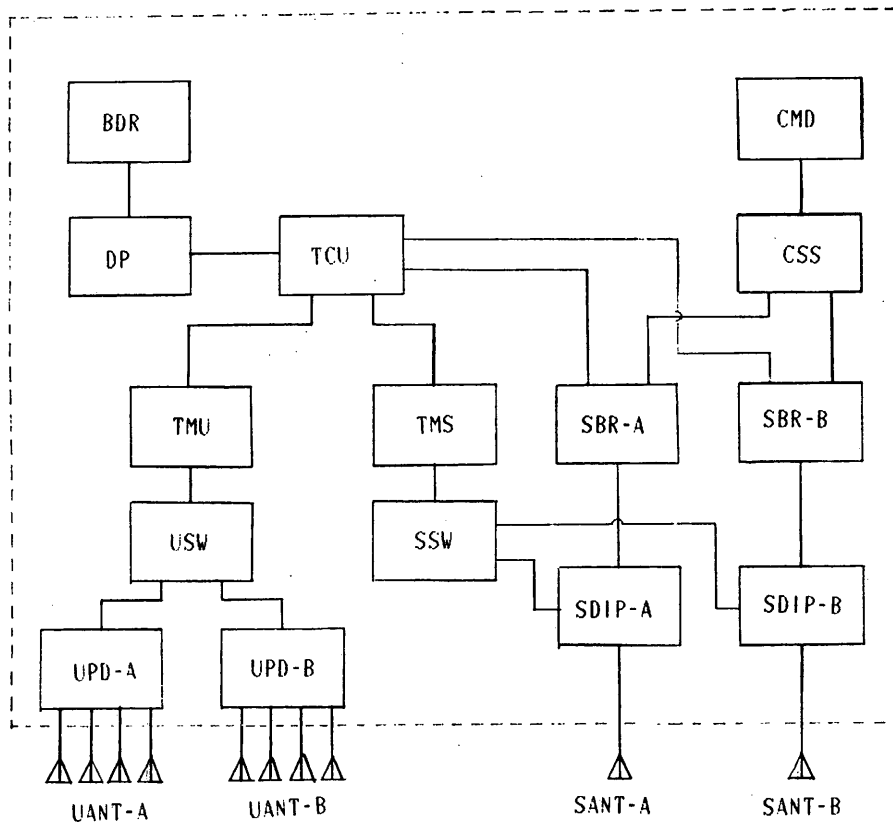 BDR
CMD
DP
TCU
CSS
TMU
TMS
SBR-A
SBR-B
USW
SSW
SDIP-A
SDIP-B
UPD-A
UPD-B
UANT-A
UANT-B
SANT-A
SANT-B